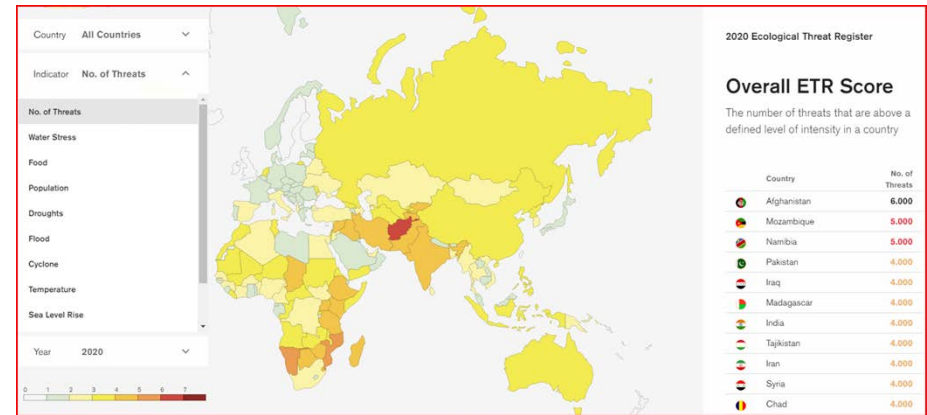 Country All Countries
Indicator No. of Threats
No. of Threats
Water Stress
Food
Population
Droughts
Flood
Cyclone
Temperature
Sea Level Rise
Year 2020
0 1 2 3 4 5 6 7
2020 Ecological Threat Register
Overall ETR Score
The number of threats that are above a
defined level of intensity in a country
Country No. of
Threats
Afghanistan 6.000
Mozambique 5.000
Namibia 5.000
Pakistan 4.000
Iraq 4.000
Madagascar 4.000
India 4.000
Tajikistan 4.000
Iran 4.000
Syria 4.000
Chad 4.000